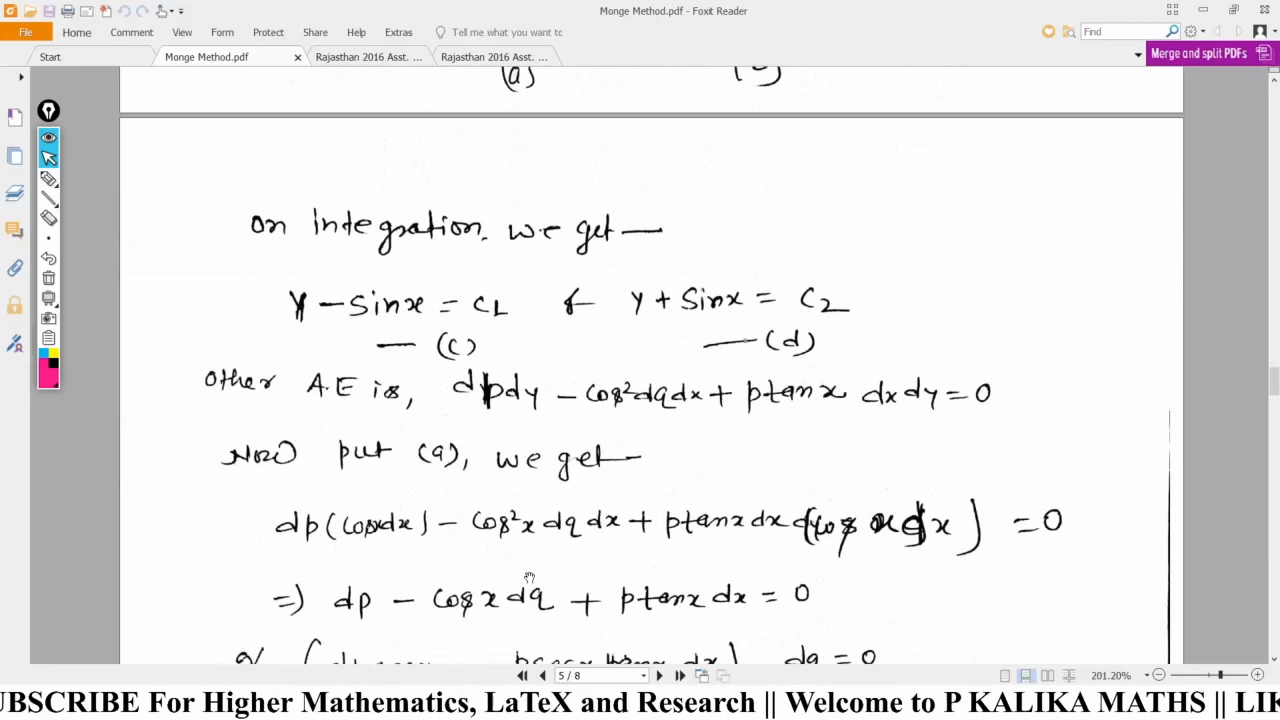 Monge Method.pdf - Foxit Reader
File Home Comment View Form Protect Share Help Extras Tell me what you want to Find
Start Monge Method.pdf Rajasthan 2016 Asst. ... Rajasthan 2016 Asst. ... Merge and split PDFs
On integration, we get —
y - sinx = c1 & y + sinx = c2
— (c) — (d)
Other A.E is, dpdy - cos²dqdx + ptanx dxdy = 0
Now put (a), we get —
dp(cosxdx) - cos²x dq dx + ptanx dx (cosxdx) = 0
=) dp - cosx dq + ptanx dx = 0
dq = 0
5 / 8 201.20%
UBSCRIBE For Higher Mathematics, LaTeX and Research || Welcome to P KALIKA MATHS || LIK